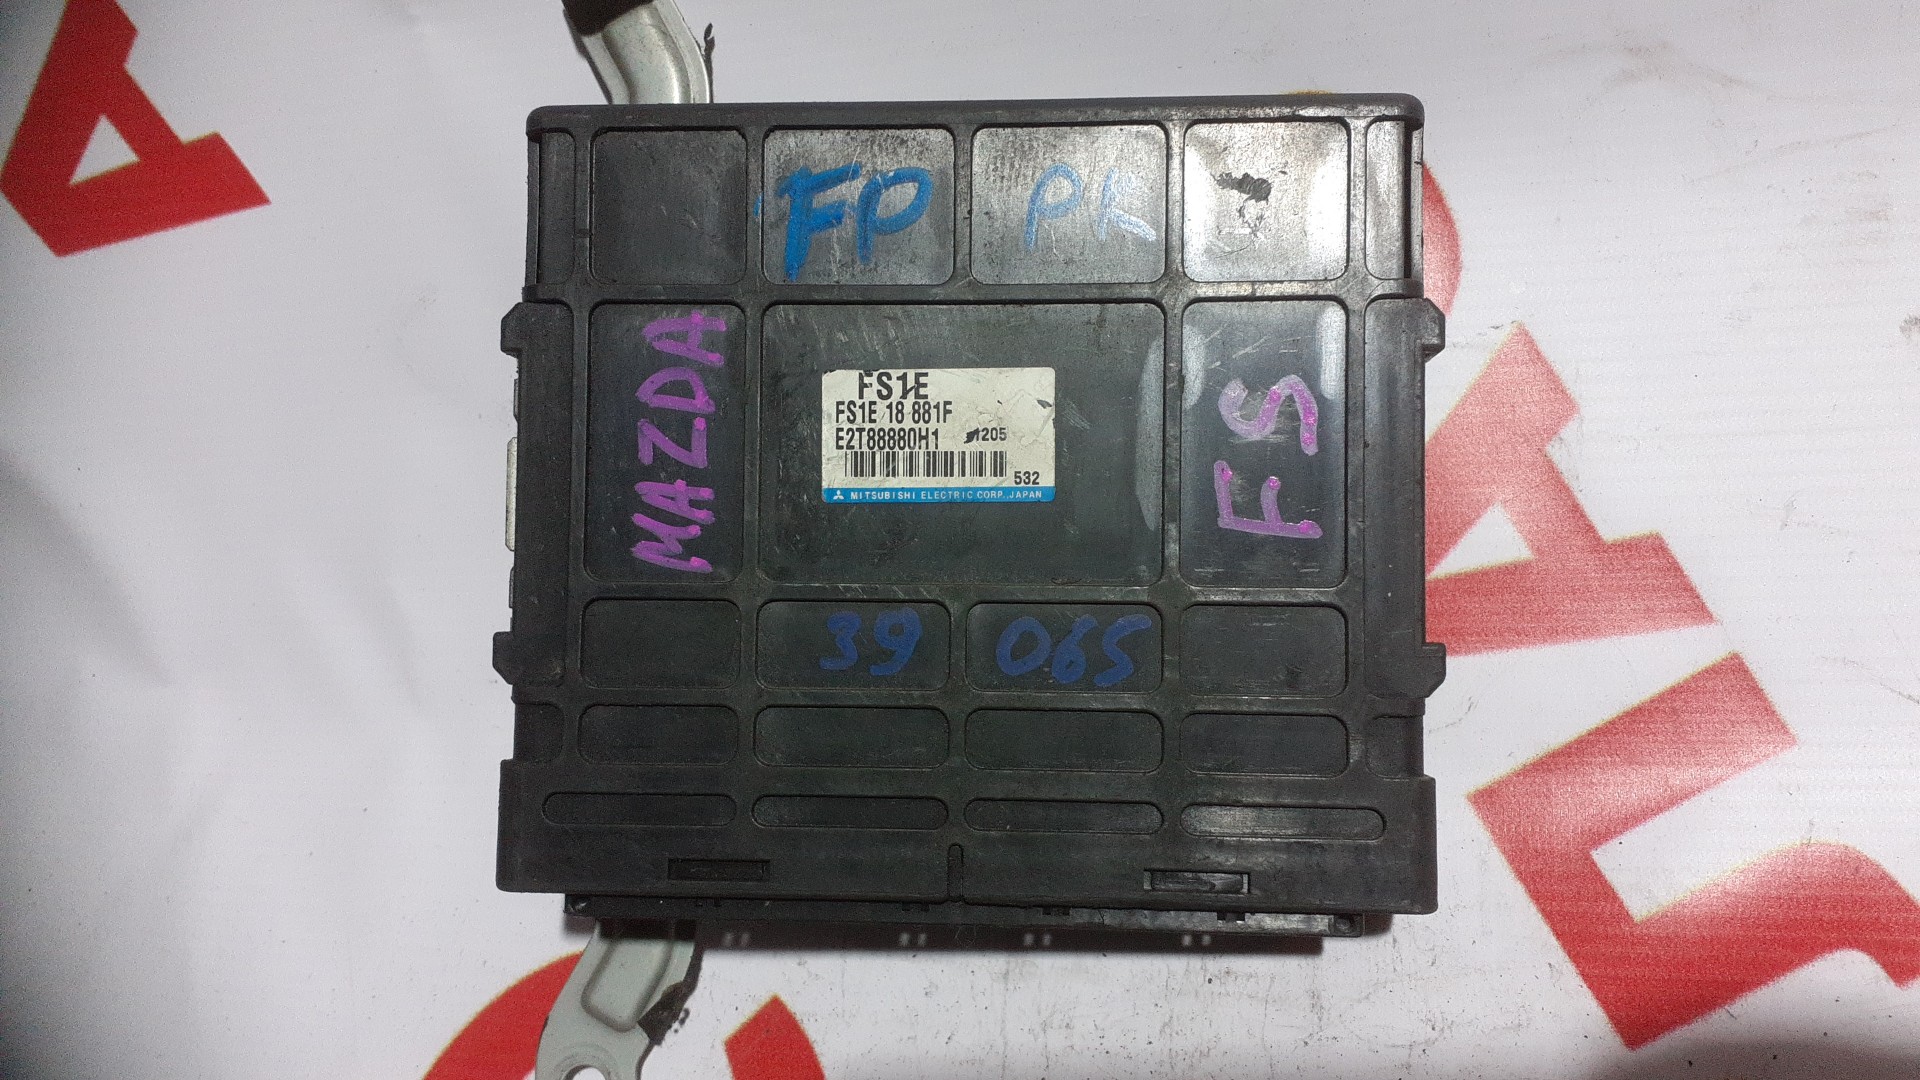 FP PK
MAZDA
FS1E
FS1E 18 881F
E2T88880H1 1205
532
MITSUBISHI ELECTRIC CORP., JAPAN
FS
39 065